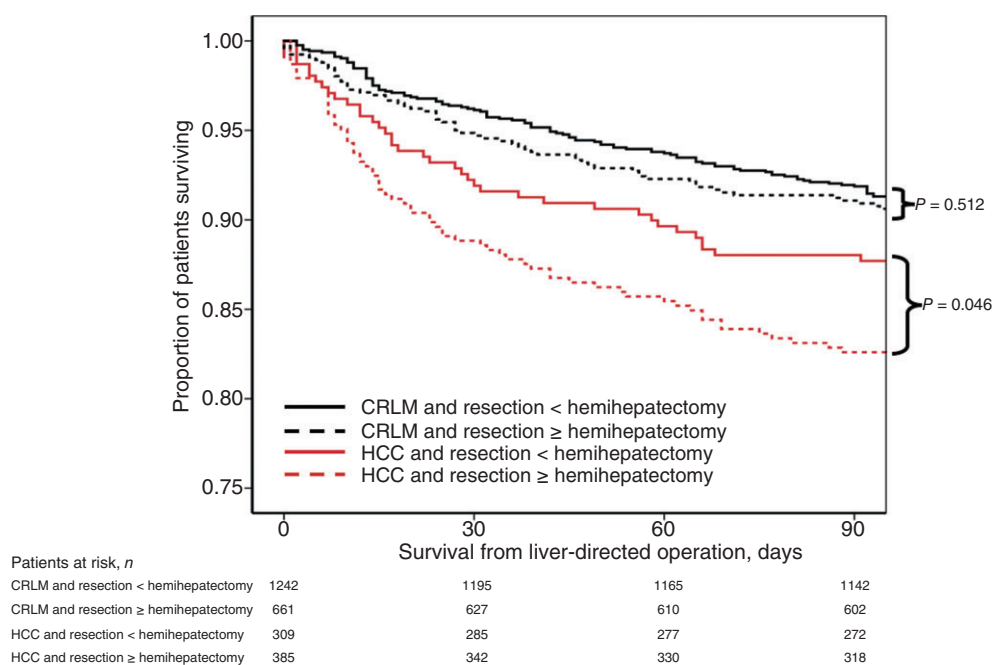 1.00
0.95
0.90
0.85
0.80
0.75
Proportion of patients surviving
P = 0.512
P = 0.046
CRLM and resection < hemihepatectomy
CRLM and resection ≥ hemihepatectomy
HCC and resection < hemihepatectomy
HCC and resection ≥ hemihepatectomy
0 30 60 90
Survival from liver-directed operation, days
Patients at risk, n
CRLM and resection < hemihepatectomy 1242 1195 1165 1142
CRLM and resection ≥ hemihepatectomy 661 627 610 602
HCC and resection < hemihepatectomy 309 285 277 272
HCC and resection ≥ hemihepatectomy 385 342 330 318